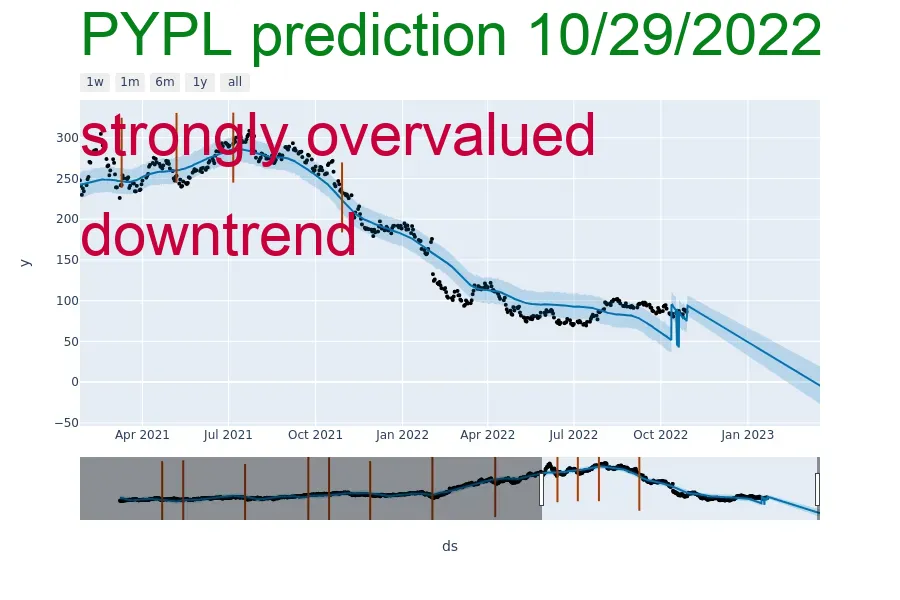 PYPL prediction 10/29/2022
1w 1m 6m 1y all
strongly overvalued
downtrend
300
250
200
150
100
50
0
−50
y
Apr 2021 Jul 2021 Oct 2021 Jan 2022 Apr 2022 Jul 2022 Oct 2022 Jan 2023
ds